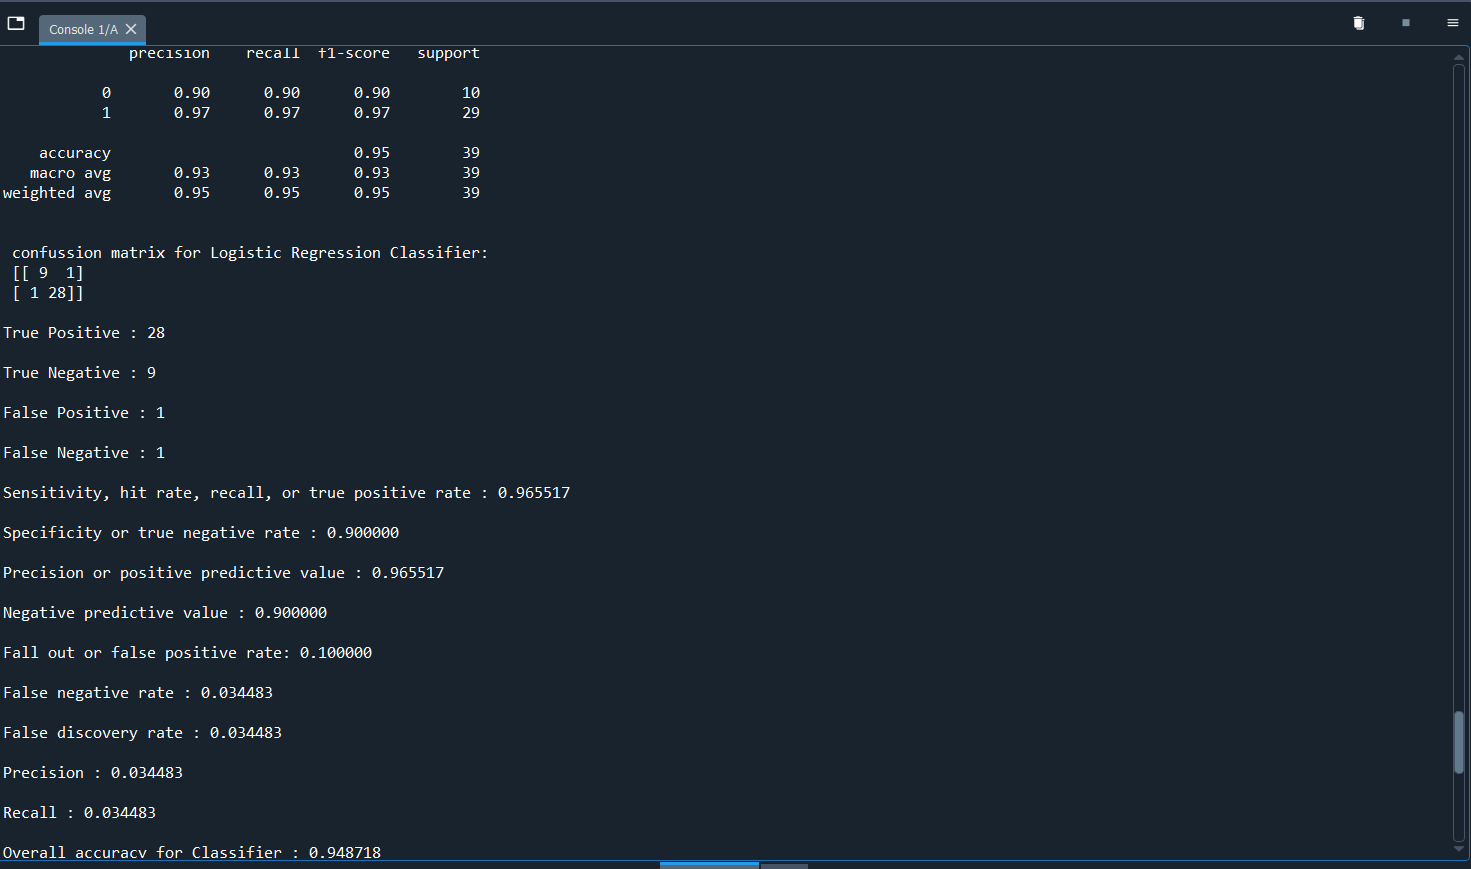 Console 1/A
precision recall f1-score support
0 0.90 0.90 0.90 10
1 0.97 0.97 0.97 29
accuracy 0.95 39
macro avg 0.93 0.93 0.93 39
weighted avg 0.95 0.95 0.95 39
confussion matrix for Logistic Regression Classifier:
[[ 9 1]
[ 1 28]]
True Positive : 28
True Negative : 9
False Positive : 1
False Negative : 1
Sensitivity, hit rate, recall, or true positive rate : 0.965517
Specificity or true negative rate : 0.900000
Precision or positive predictive value : 0.965517
Negative predictive value : 0.900000
Fall out or false positive rate: 0.100000
False negative rate : 0.034483
False discovery rate : 0.034483
Precision : 0.034483
Recall : 0.034483
Overall accuracy for Classifier : 0.948718